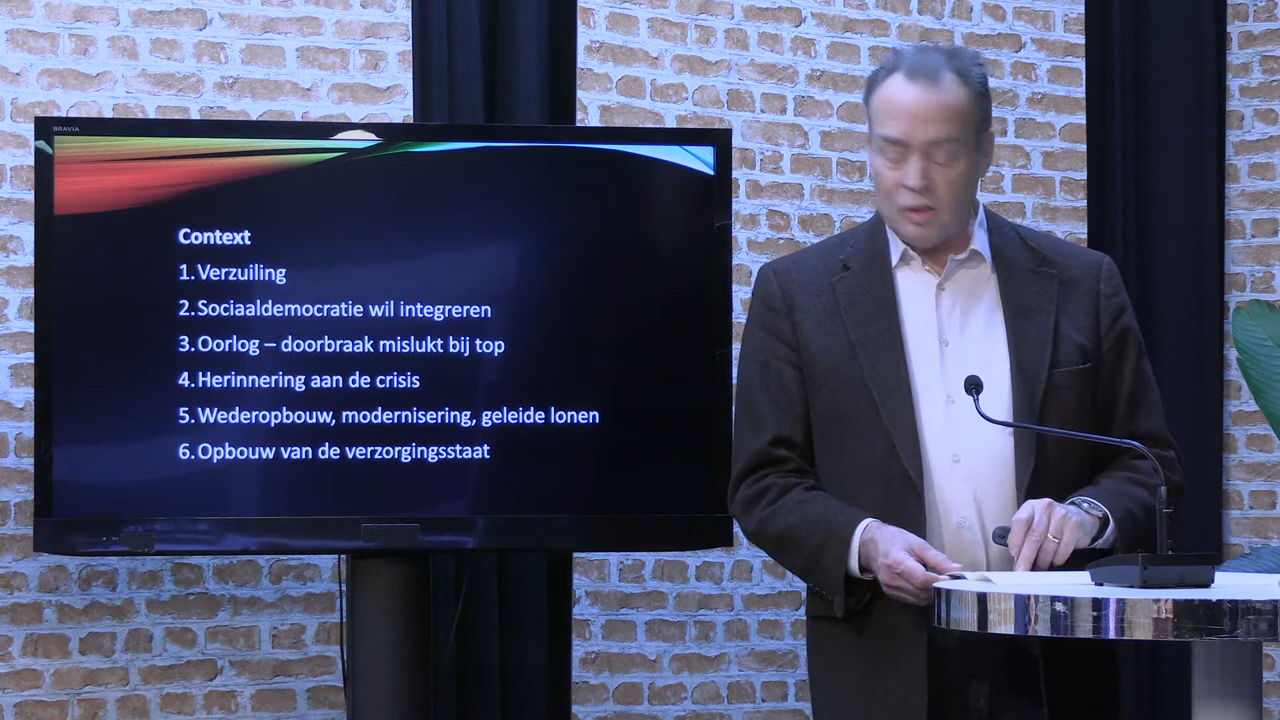 BRAVIA
Context
1. Verzuiling
2. Sociaaldemocratie wil integreren
3. Oorlog – doorbraak mislukt bij top
4. Herinnering aan de crisis
5. Wederopbouw, modernisering, geleide lonen
6. Opbouw van de verzorgingsstaat